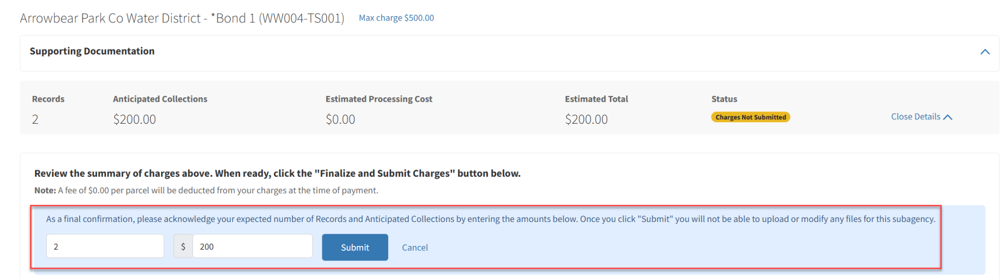 Arrowbear Park Co Water District - *Bond 1 (WW004-TS001) Max charge $500.00
Supporting Documentation
Records Anticipated Collections Estimated Processing Cost Estimated Total Status
2 $200.00 $0.00 $200.00 Charges Not Submitted Close Details
Review the summary of charges above. When ready, click the "Finalize and Submit Charges" button below.
Note: A fee of $0.00 per parcel will be deducted from your charges at the time of payment.
As a final confirmation, please acknowledge your expected number of Records and Anticipated Collections by entering the amounts below. Once you click "Submit" you will not be able to upload or modify any files for this subagency.
2 $ 200 Submit Cancel